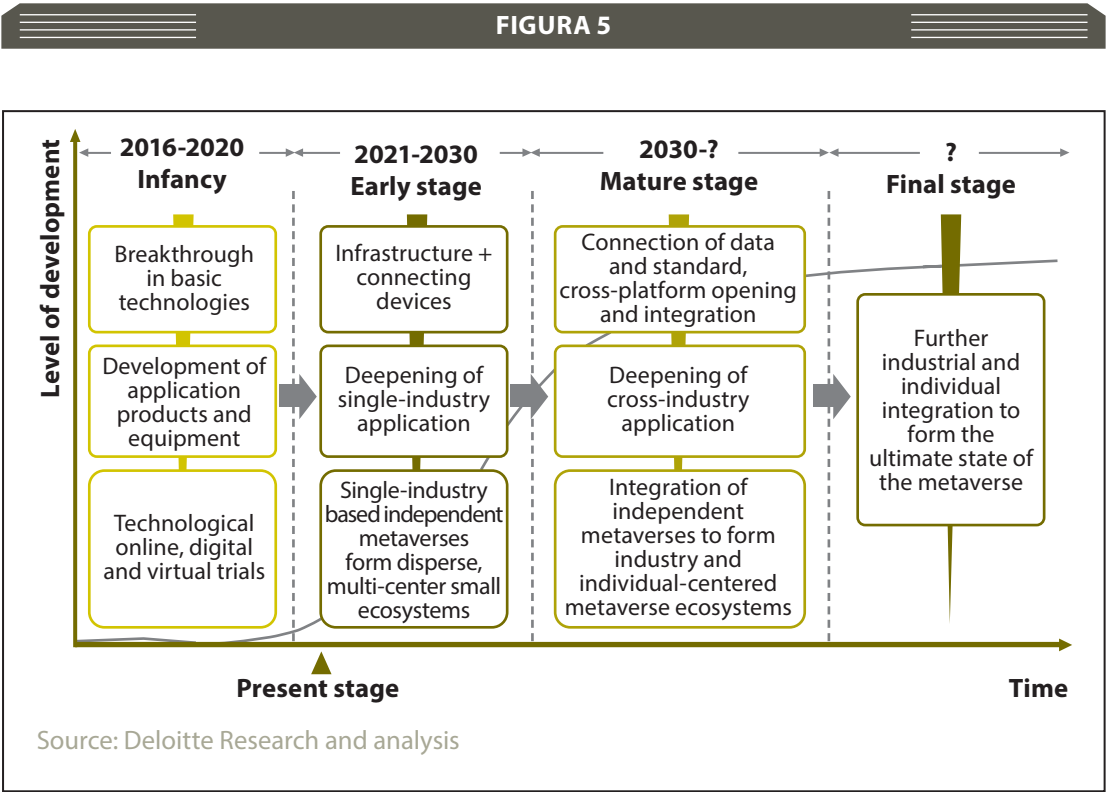 FIGURA 5
Level of development
2016-2020
Infancy
2021-2030
Early stage
2030-?
Mature stage
?
Final stage
Breakthrough
in basic
technologies
Development of
application
products and
equipment
Technological
online, digital
and virtual trials
Infrastructure +
connecting
devices
Deepening of
single-industry
application
Single-industry
based independent
metaverses
form disperse,
multi-center small
ecosystems
Connection of data
and standard,
cross-platform opening
and integration
Deepening of
cross-industry
application
Integration of
independent
metaverses to form
industry and
individual-centered
metaverse ecosystems
Further
industrial and
individual
integration to
form the
ultimate state of
the metaverse
Present stage
Time
Source: Deloitte Research and analysis